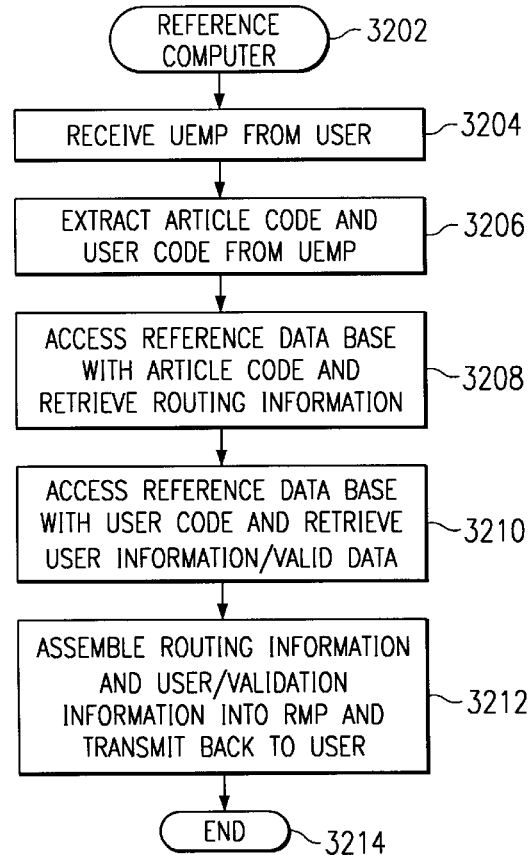 REFERENCE
COMPUTER
3202
RECEIVE UEMP FROM USER
3204
EXTRACT ARTICLE CODE AND
USER CODE FROM UEMP
3206
ACCESS REFERENCE DATA BASE
WITH ARTICLE CODE AND
RETRIEVE ROUTING INFORMATION
3208
ACCESS REFERENCE DATA BASE
WITH USER CODE AND RETRIEVE
USER INFORMATION/VALID DATA
3210
ASSEMBLE ROUTING INFORMATION
AND USER/VALIDATION
INFORMATION INTO RMP AND
TRANSMIT BACK TO USER
3212
END
3214